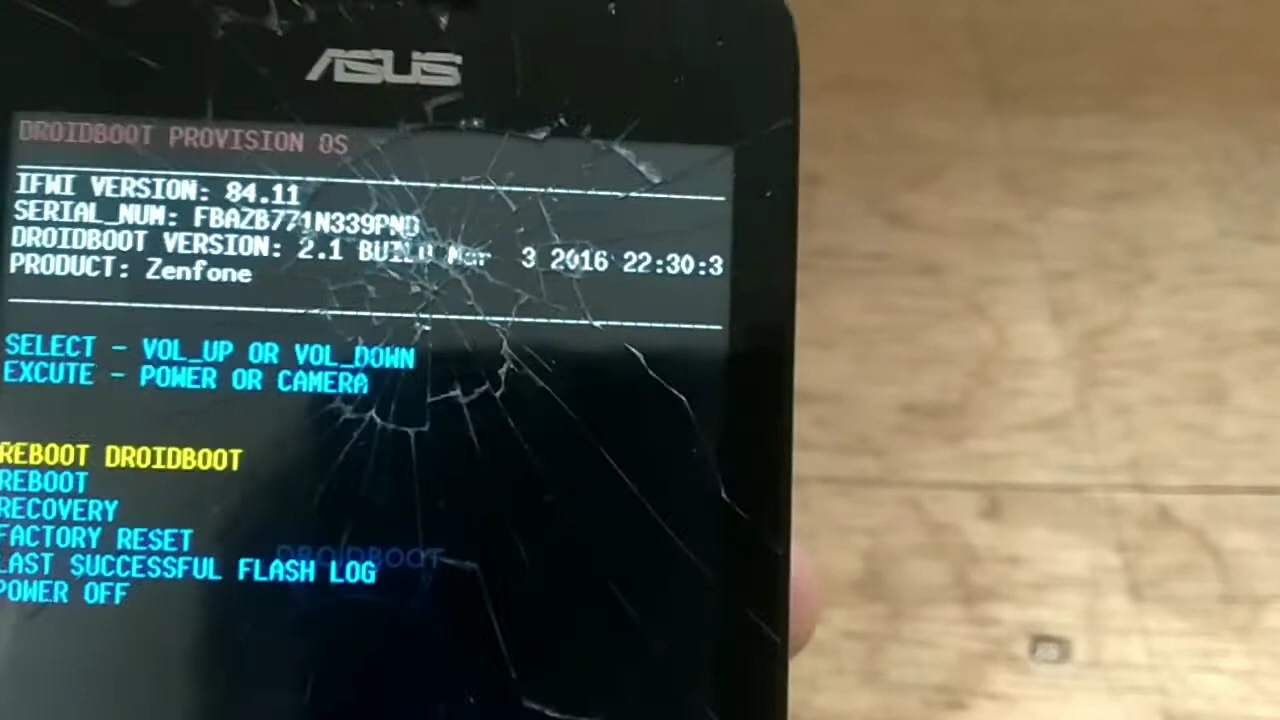 ASUS
DROIDBOOT PROVISION OS
IFWI VERSION: 84.11
SERIAL_NUM: FBAZB771N339PND
DROIDBOOT VERSION: 2.1 BUILD Mar 3 2016 22:30:3
PRODUCT: Zenfone
SELECT - VOL_UP OR VOL_DOWN
EXCUTE - POWER OR CAMERA
REBOOT DROIDBOOT
REBOOT
RECOVERY
FACTORY RESET
DROIDBOOT
LAST SUCCESSFUL FLASH LOG
POWER OFF